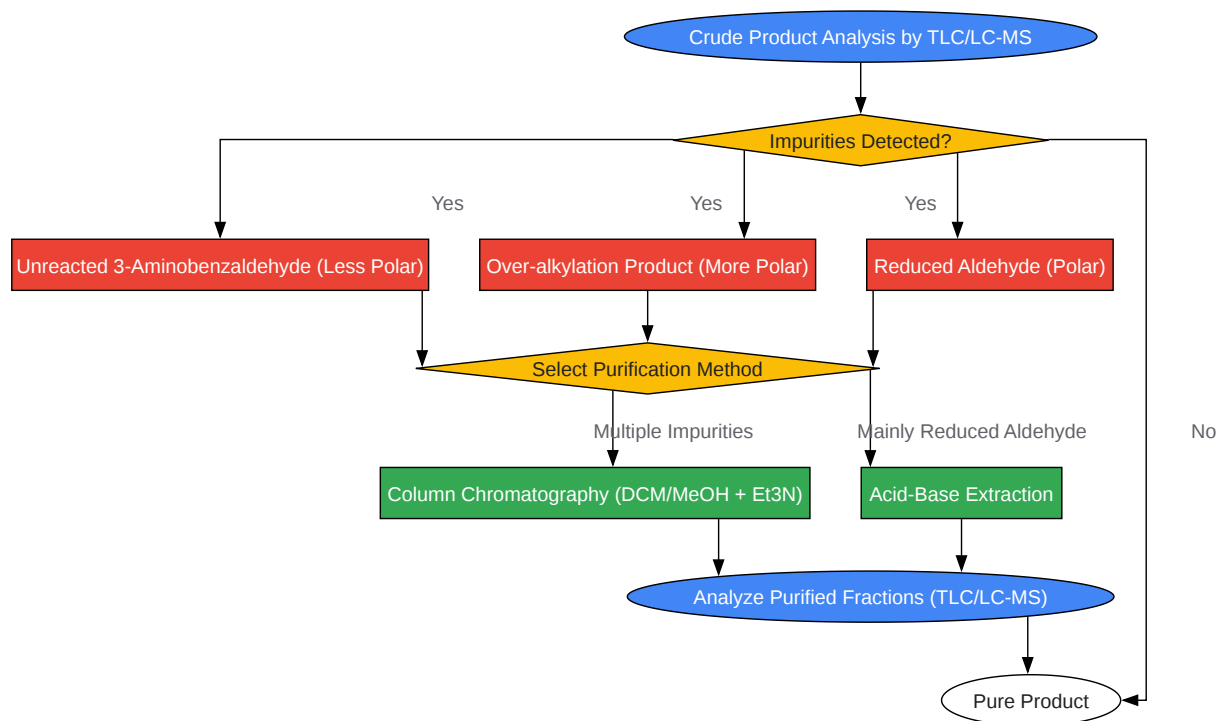 Crude Product Analysis by TLC/LC-MS
Impurities Detected?
Yes
Yes
Yes
Unreacted 3-Aminobenzaldehyde (Less Polar)
Over-alkylation Product (More Polar)
Reduced Aldehyde (Polar)
Select Purification Method
Multiple Impurities
Mainly Reduced Aldehyde
No
Column Chromatography (DCM/MeOH + Et3N)
Acid-Base Extraction
Analyze Purified Fractions (TLC/LC-MS)
Pure Product